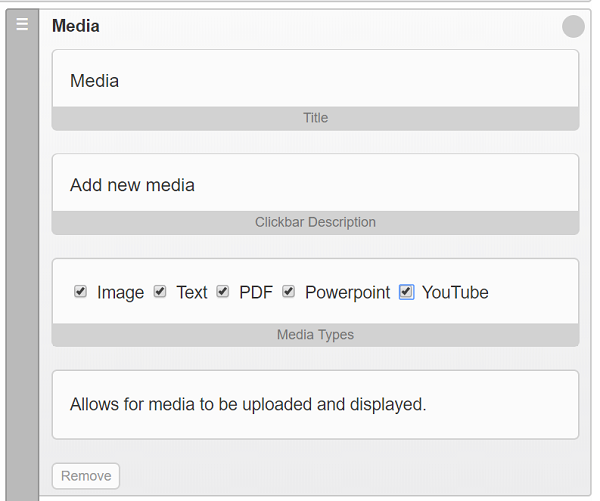 Media
Media
Title
Add new media
Clickbar Description
Image Text PDF Powerpoint YouTube
Media Types
Allows for media to be uploaded and displayed.
Remove